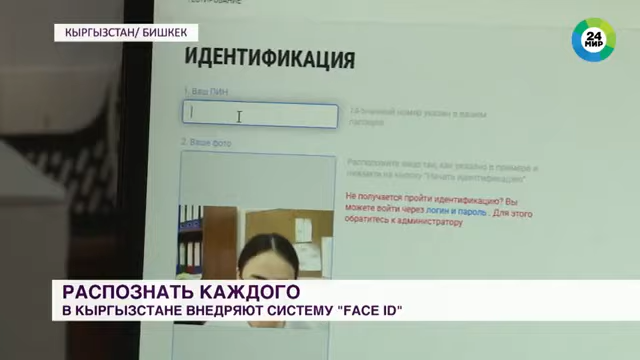 ТЕСТИРОВАНИЕ
КЫРГЫЗСТАН/ БИШКЕК
24
МИР
ИДЕНТИФИКАЦИЯ
1. Ваш ПИН
14-значный номер указан в вашем
паспорте
2. Ваше фото
Расположите лицо так, как указано в примере и
нажмите на кнопку "Начать идентификацию"
Не получается пройти идентификацию? Вы
можете войти через логин и пароль. Для этого
обратитесь к администратору
РАСПОЗНАТЬ КАЖДОГО
В КЫРГЫЗСТАНЕ ВНЕДРЯЮТ СИСТЕМУ "FACE ID"